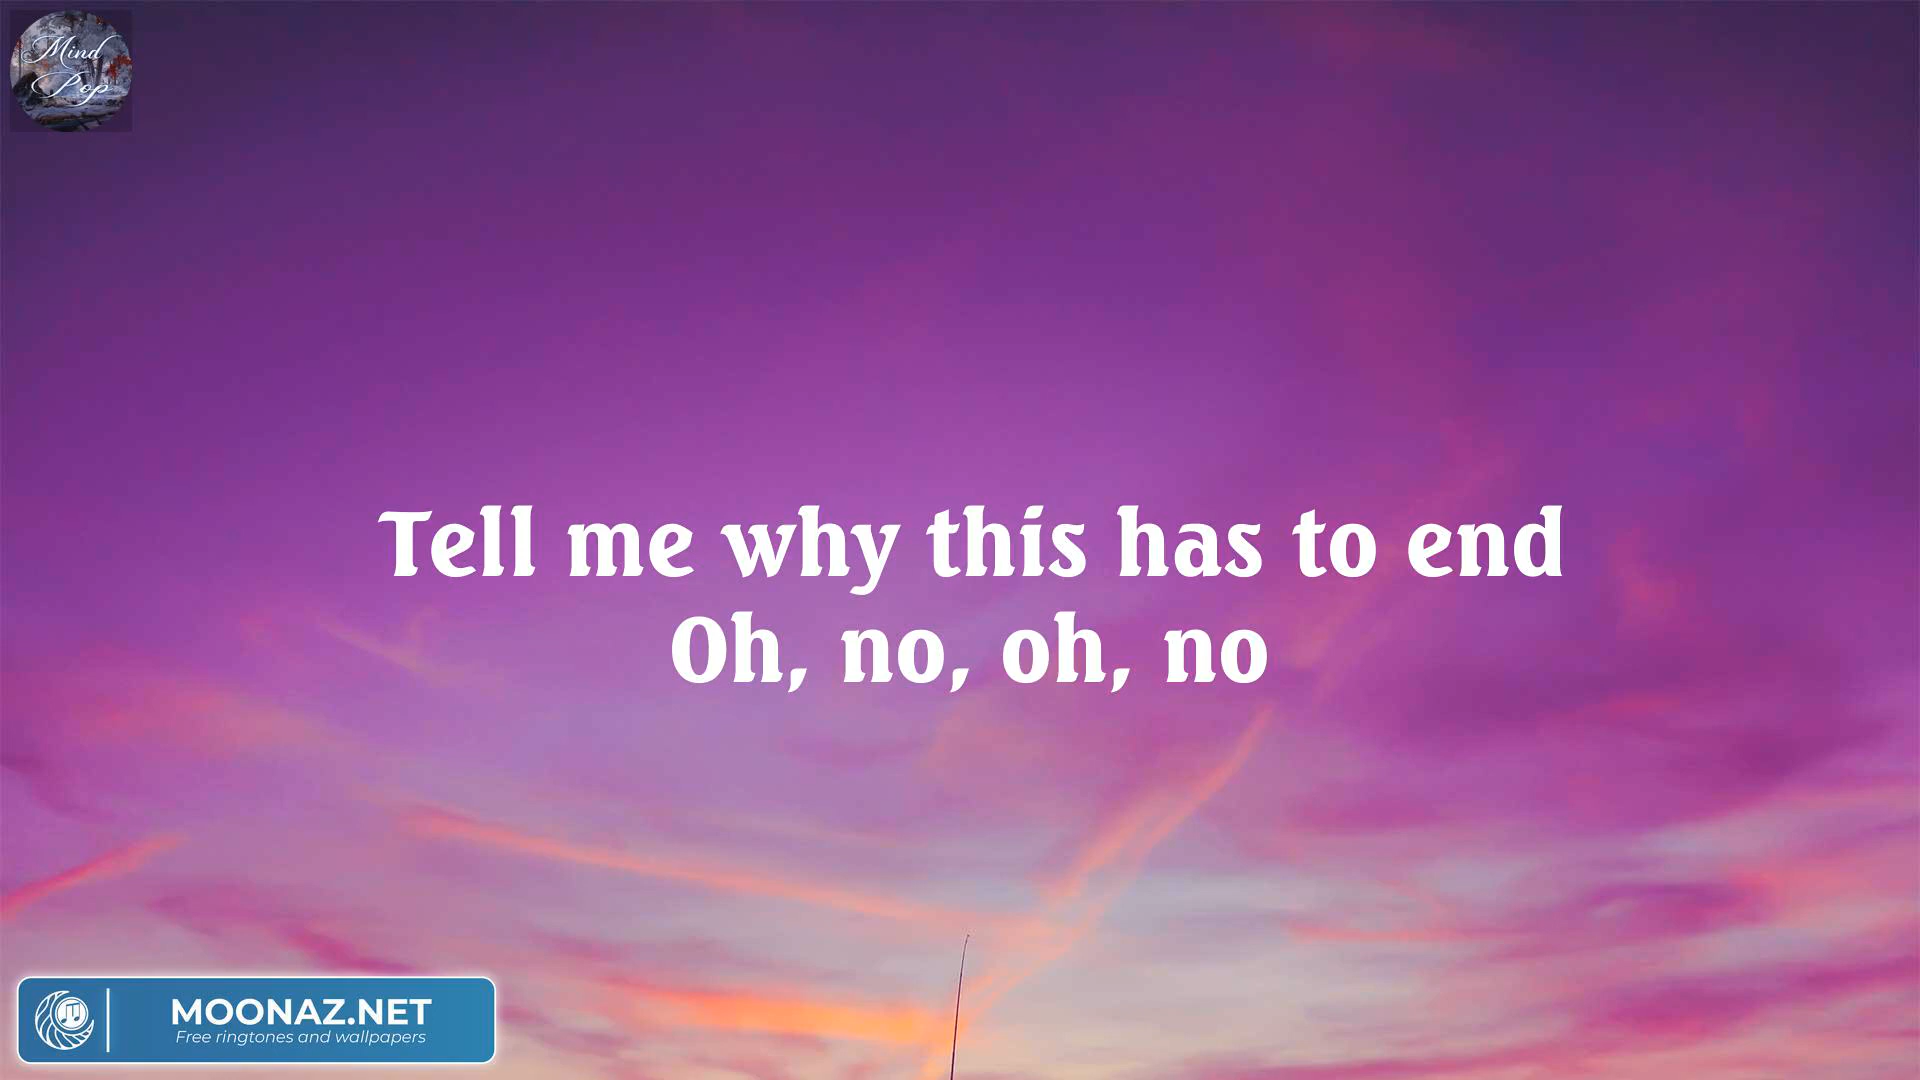 Mind
Pop
Tell me why this has to end
Oh, no, oh, no
MOONAZ.NET
Free ringtones and wallpapers